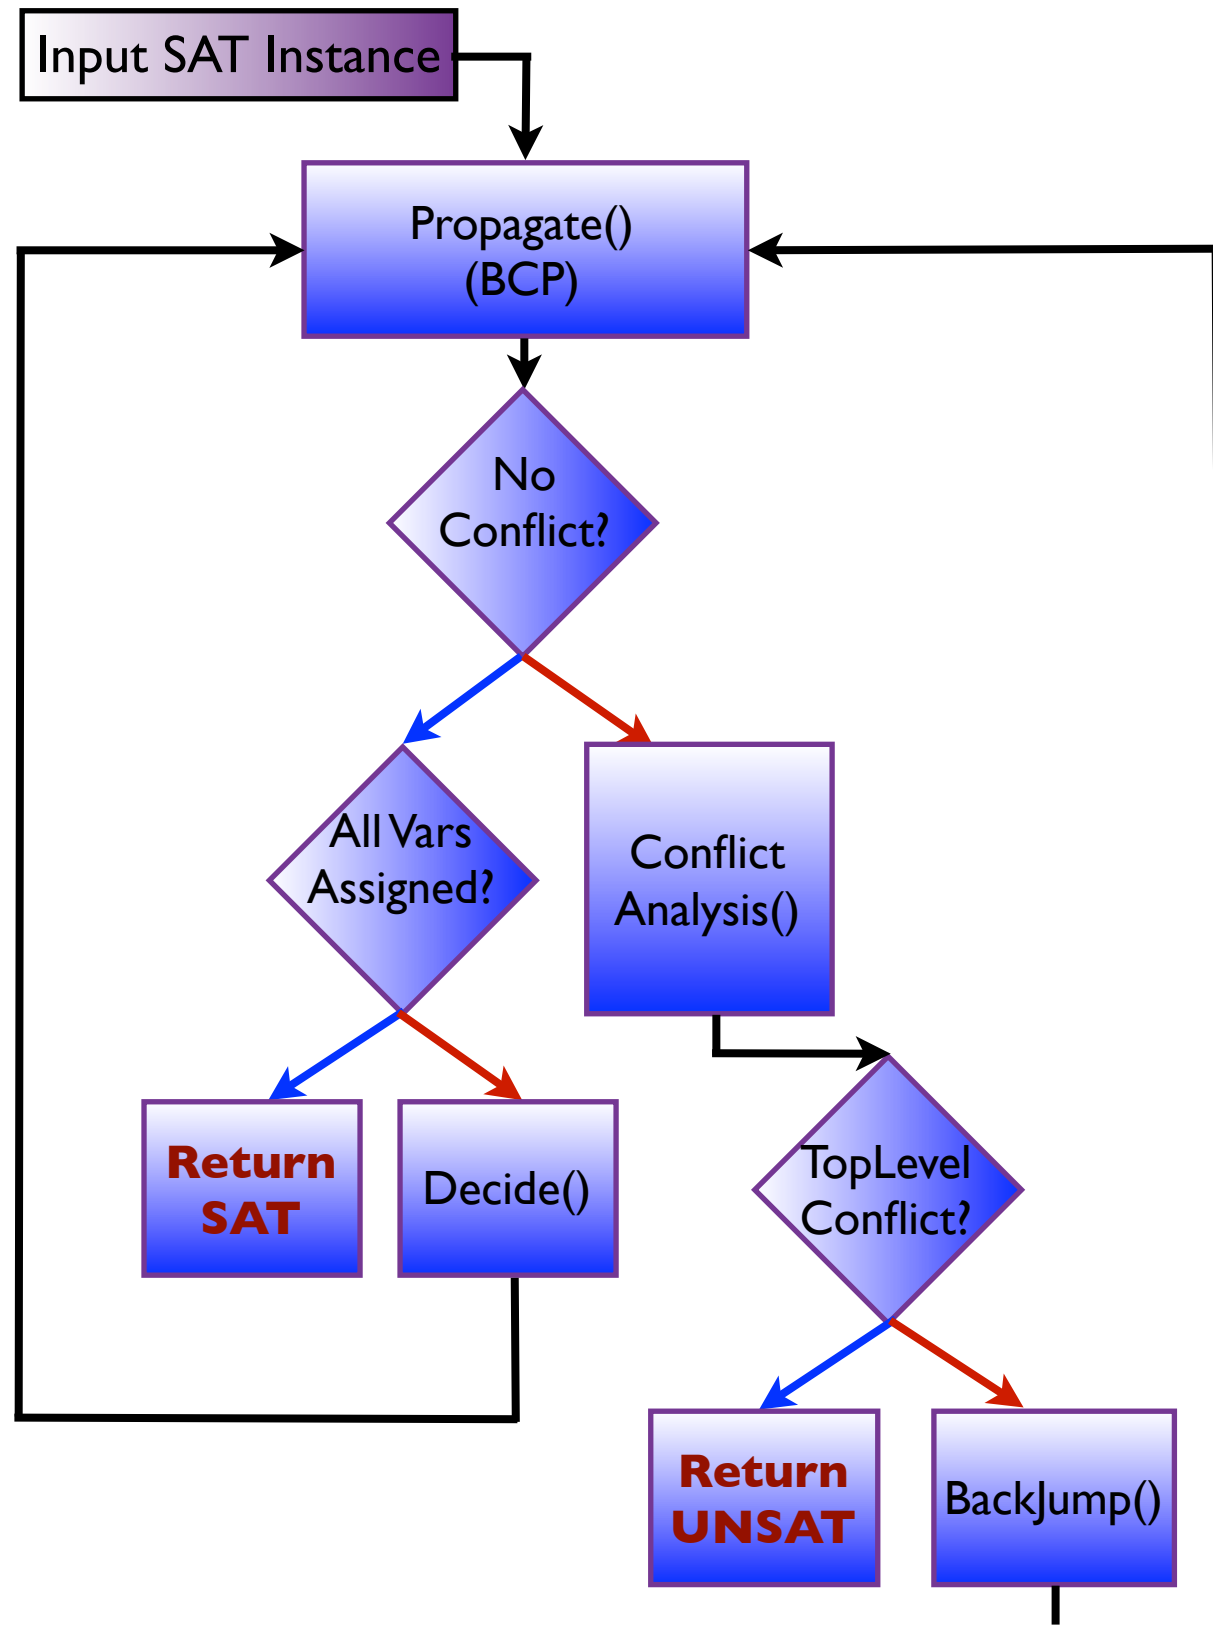 Input SAT Instance
Propagate()
(BCP)
No
Conflict?
All Vars
Assigned?
Conflict
Analysis()
Return
SAT
Decide()
TopLevel
Conflict?
Return
UNSAT
BackJump()